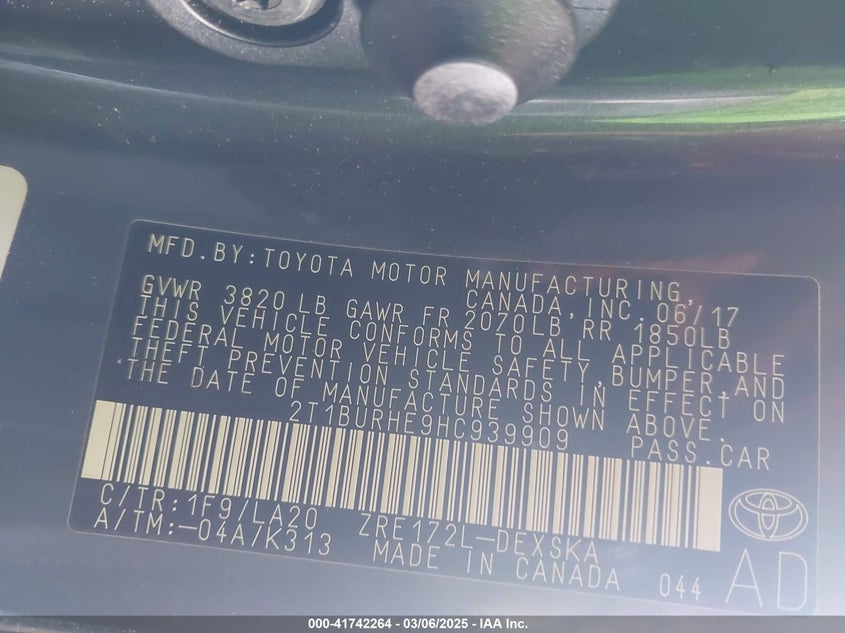 MFD.BY:TOYOTA MOTOR MANUFACTURING,
CANADA, INC. 06/17
GVWR 3820 LB GAWR FR 2070LB RR 1850LB
THIS VEHICLE CONFORMS TO ALL APPLICABLE
FEDERAL MOTOR VEHICLE SAFETY, BUMPER, AND
THEFT PREVENTION STANDARDS IN EFFECT ON
THE DATE OF MANUFACTURE SHOWN ABOVE.
2T1BURHE9HC939909 PASS.CAR
C/TR:1F9/LA20 ZRE172L-DEXSKA
A/TM:-04A/K313 MADE IN CANADA 044 AD
000-41742264 - 03/06/2025 - IAA Inc.